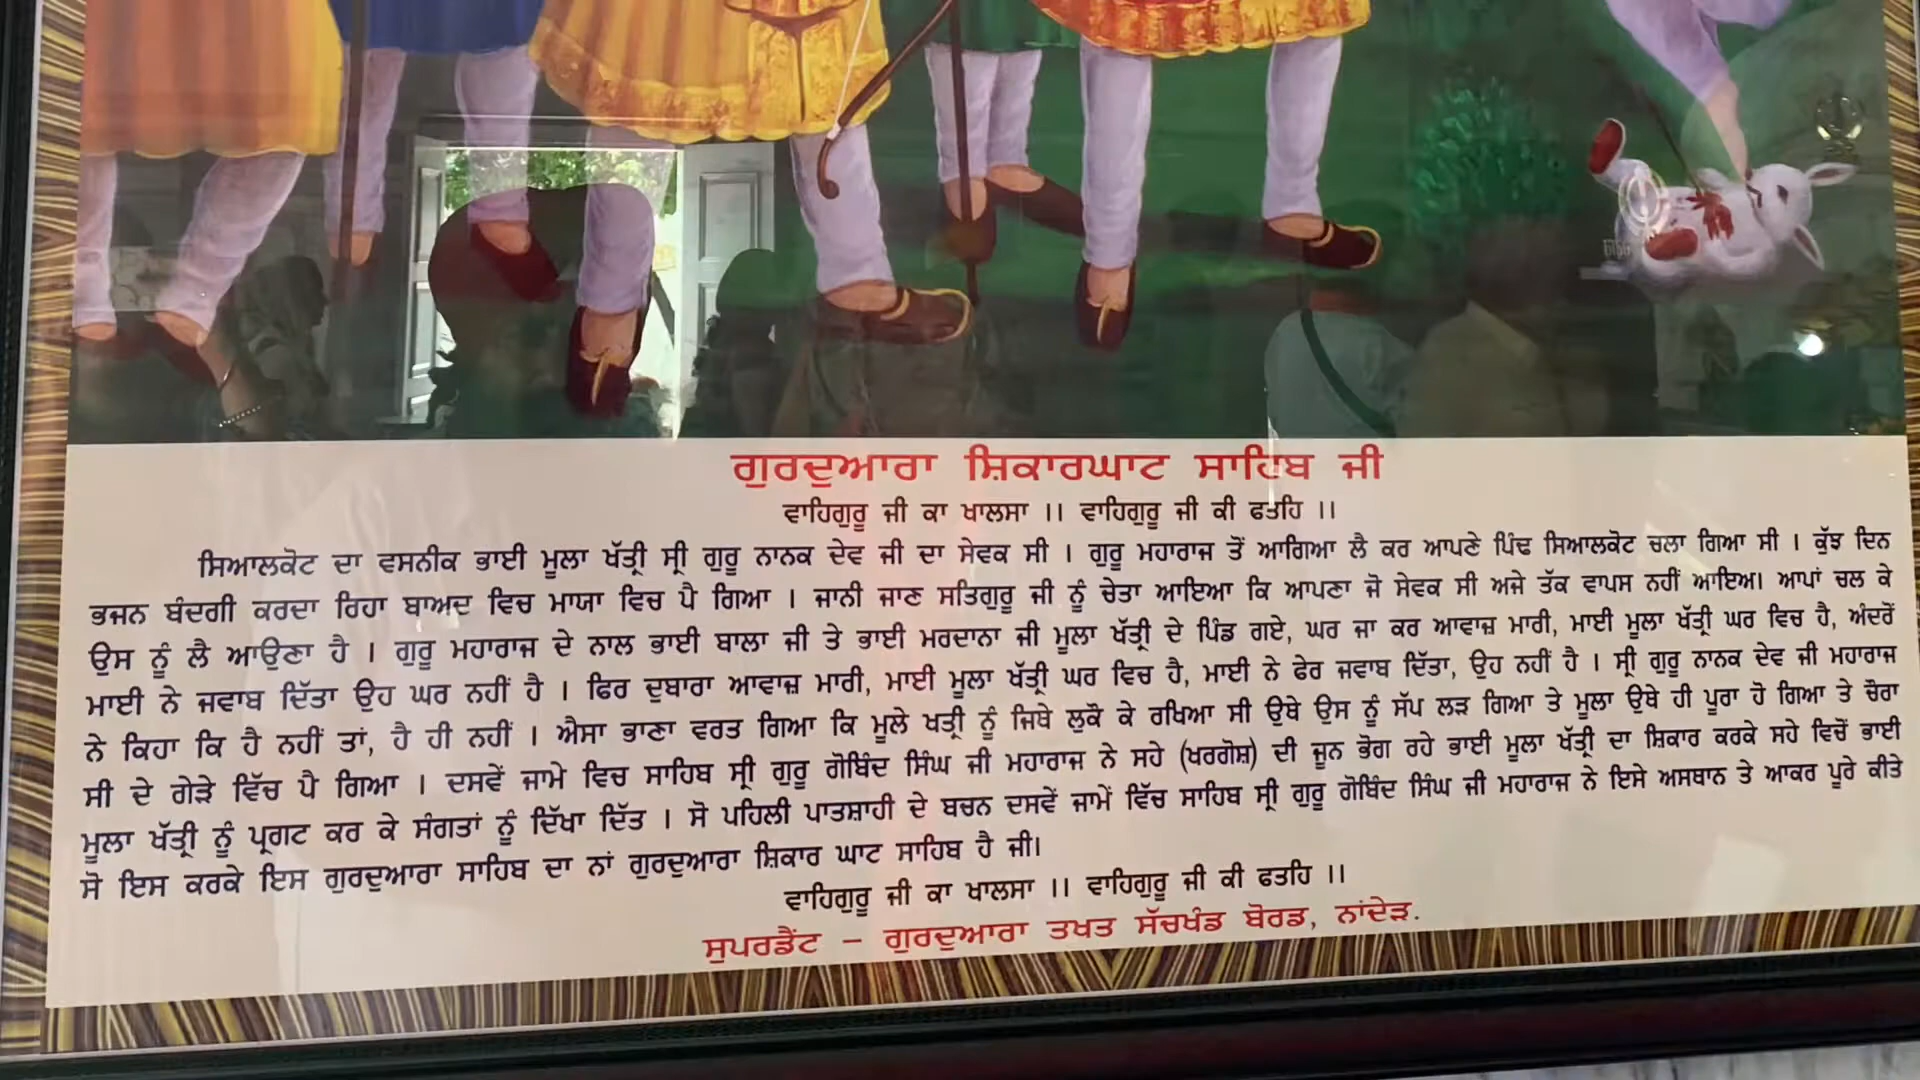 ਗੁਰਦੁਆਰਾ ਸ਼ਿਕਾਰਘਾਟ ਸਾਹਿਬ ਜੀ
ਵਾਹਿਗੁਰੂ ਜੀ ਕਾ ਖਾਲਸਾ ।। ਵਾਹਿਗੁਰੂ ਜੀ ਕੀ ਫਤਹਿ ।।
ਸਿਆਲਕੋਟ ਦਾ ਵਸਨੀਕ ਭਾਈ ਮੂਲਾ ਖੱਤ੍ਰੀ ਸ੍ਰੀ ਗੁਰੂ ਨਾਨਕ ਦੇਵ ਜੀ ਦਾ ਸੇਵਕ ਸੀ । ਗੁਰੂ ਮਹਾਰਾਜ ਤੋਂ ਆਗਿਆ ਲੈ ਕਰ ਆਪਣੇ ਪਿੰਢ ਸਿਆਲਕੋਟ ਚਲਾ ਗਿਆ ਸੀ । ਕੁੱਝ ਦਿਨ
ਭਜਨ ਬੰਦਗੀ ਕਰਦਾ ਰਿਹਾ ਬਾਅਦ ਵਿਚ ਮਾਯਾ ਵਿਚ ਪੈ ਗਿਆ । ਜਾਨੀ ਜਾਣ ਸਤਿਗੁਰੂ ਜੀ ਨੂੰ ਚੇਤਾ ਆਇਆ ਕਿ ਆਪਣਾ ਜੋ ਸੇਵਕ ਸੀ ਅਜੇ ਤੱਕ ਵਾਪਸ ਨਹੀਂ ਆਇਆ। ਆਪਾਂ ਚਲ ਕੇ
ਉਸ ਨੂੰ ਲੈ ਆਉਣਾ ਹੈ । ਗੁਰੂ ਮਹਾਰਾਜ ਦੇ ਨਾਲ ਭਾਈ ਬਾਲਾ ਜੀ ਤੇ ਭਾਈ ਮਰਦਾਨਾ ਜੀ ਮੂਲਾ ਖੱਤ੍ਰੀ ਦੇ ਪਿੰਡ ਗਏ, ਘਰ ਜਾ ਕਰ ਆਵਾਜ਼ ਮਾਰੀ, ਮਾਈ ਮੂਲਾ ਖੱਤ੍ਰੀ ਘਰ ਵਿਚ ਹੈ, ਅੰਦਰੋਂ
ਮਾਈ ਨੇ ਜਵਾਬ ਦਿੱਤਾ ਉਹ ਘਰ ਨਹੀਂ ਹੈ । ਫਿਰ ਦੁਬਾਰਾ ਆਵਾਜ਼ ਮਾਰੀ, ਮਾਈ ਮੂਲਾ ਖੱਤ੍ਰੀ ਘਰ ਵਿਚ ਹੈ, ਮਾਈ ਨੇ ਫੇਰ ਜਵਾਬ ਦਿੱਤਾ, ਉਹ ਨਹੀਂ ਹੈ । ਸ੍ਰੀ ਗੁਰੂ ਨਾਨਕ ਦੇਵ ਜੀ ਮਹਾਰਾਜ
ਨੇ ਕਿਹਾ ਕਿ ਹੈ ਨਹੀਂ ਤਾਂ, ਹੈ ਹੀ ਨਹੀਂ । ਐਸਾ ਭਾਣਾ ਵਰਤ ਗਿਆ ਕਿ ਮੂਲੇ ਖਤ੍ਰੀ ਨੂੰ ਜਿਥੇ ਲੁਕੋ ਕੇ ਰਖਿਆ ਸੀ ਉਥੇ ਉਸ ਨੂੰ ਸੱਪ ਲੜ ਗਿਆ ਤੇ ਮੂਲਾ ਉਥੇ ਹੀ ਪੂਰਾ ਹੋ ਗਿਆ ਤੇ ਚੌਰਾ
ਸੀ ਦੇ ਗੇੜੇ ਵਿੱਚ ਪੈ ਗਿਆ । ਦਸਵੇਂ ਜਾਮੇ ਵਿਚ ਸਾਹਿਬ ਸ੍ਰੀ ਗੁਰੂ ਗੋਬਿੰਦ ਸਿੰਘ ਜੀ ਮਹਾਰਾਜ ਨੇ ਸਹੇ (ਖਰਗੋਸ਼) ਦੀ ਜੂਨ ਭੋਗ ਰਹੇ ਭਾਈ ਮੂਲਾ ਖੱਤ੍ਰੀ ਦਾ ਸ਼ਿਕਾਰ ਕਰਕੇ ਸਹੇ ਵਿਚੋਂ ਭਾਈ
ਮੂਲਾ ਖੱਤ੍ਰੀ ਨੂੰ ਪ੍ਰਗਟ ਕਰ ਕੇ ਸੰਗਤਾਂ ਨੂੰ ਦਿੱਖਾ ਦਿੱਤ । ਸੋ ਪਹਿਲੀ ਪਾਤਸ਼ਾਹੀ ਦੇ ਬਚਨ ਦਸਵੇਂ ਜਾਮੇਂ ਵਿੱਚ ਸਾਹਿਬ ਸ੍ਰੀ ਗੁਰੂ ਗੋਬਿੰਦ ਸਿੰਘ ਜੀ ਮਹਾਰਾਜ ਨੇ ਇਸੇ ਅਸਥਾਨ ਤੇ ਆਕਰ ਪੂਰੇ ਕੀਤੇ
ਸੋ ਇਸ ਕਰਕੇ ਇਸ ਗੁਰਦੁਆਰਾ ਸਾਹਿਬ ਦਾ ਨਾਂ ਗੁਰਦੁਆਰਾ ਸ਼ਿਕਾਰ ਘਾਟ ਸਾਹਿਬ ਹੈ ਜੀ।
ਵਾਹਿਗੁਰੂ ਜੀ ਕਾ ਖਾਲਸਾ ।। ਵਾਹਿਗੁਰੂ ਜੀ ਕੀ ਫਤਹਿ ।।
ਸੁਪਰਡੈਂਟ – ਗੁਰਦੁਆਰਾ ਤਖਤ ਸੱਚਖੰਡ ਬੋਰਡ, ਨਾਂਦੇੜ.